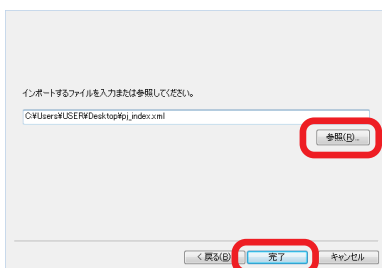 インポートするファイルを入力または参照してください。
C:¥Users¥USER¥Desktop¥pj_index.xml
参照(R)...
< 戻る(B)
完了
キャンセル